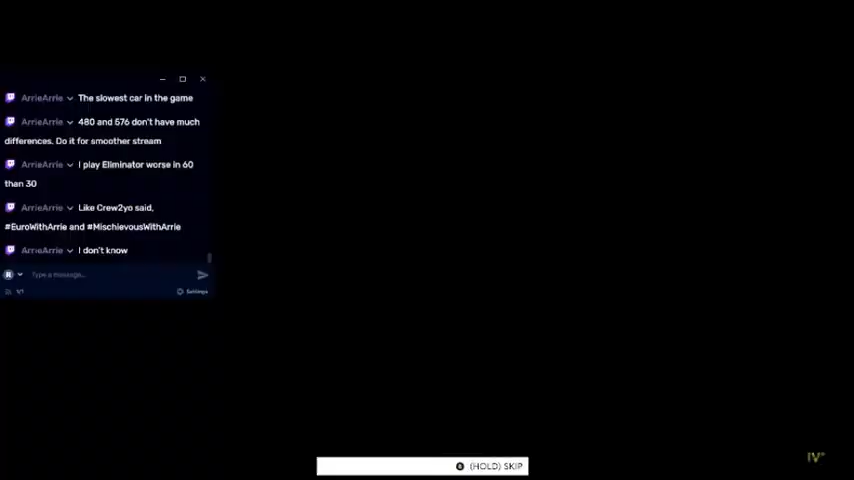 ArrieArrie The slowest car in the game
ArrieArrie 480 and 576 don't have much
differences. Do it for smoother stream
ArrieArrie I play Eliminator worse in 60
than 30
ArrieArrie Like Crew2yo said,
#EuroWithArrie and #MischievousWithArrie
ArrieArrie I don't know
R Type a message...
1/1 Settings
(HOLD) SKIP